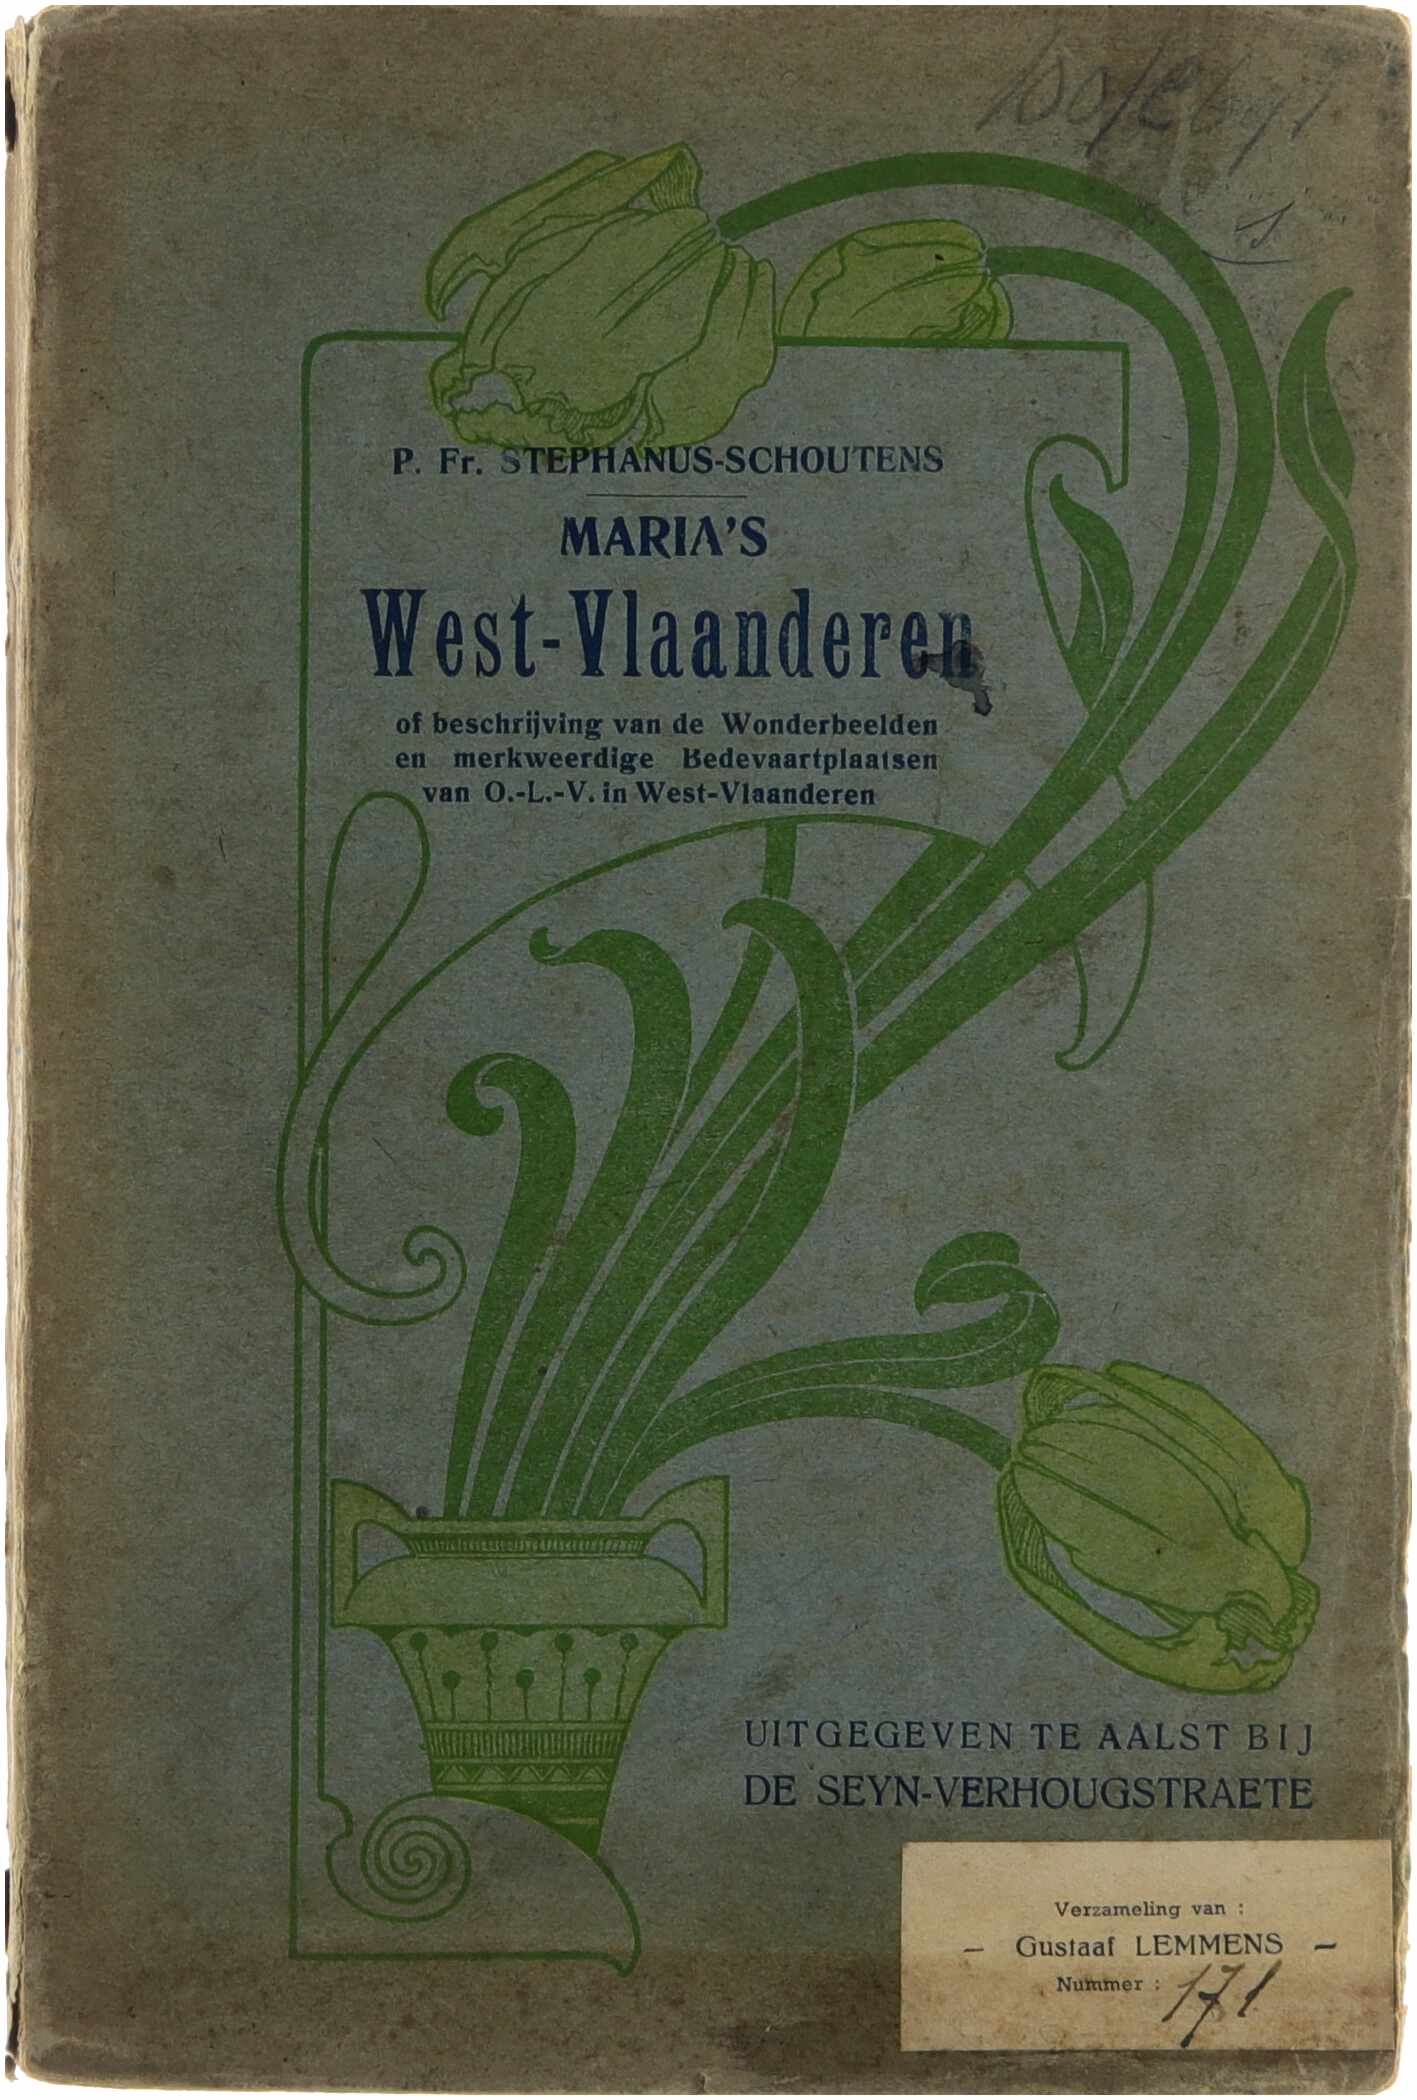 P. Fr. STEPHANUS-SCHOUTENS
MARIA'S
West-Vlaanderen
of beschrijving van de Wonderbeelden
en merkweerdige Bedevaartplaatsen
van O.-L.-V. in West-Vlaanderen
UITGEGEVEN TE AALST BIJ
DE SEYN-VERHOUGSTRAETE
Verzameling van :
— Gustaaf LEMMENS —
Nummer : 171